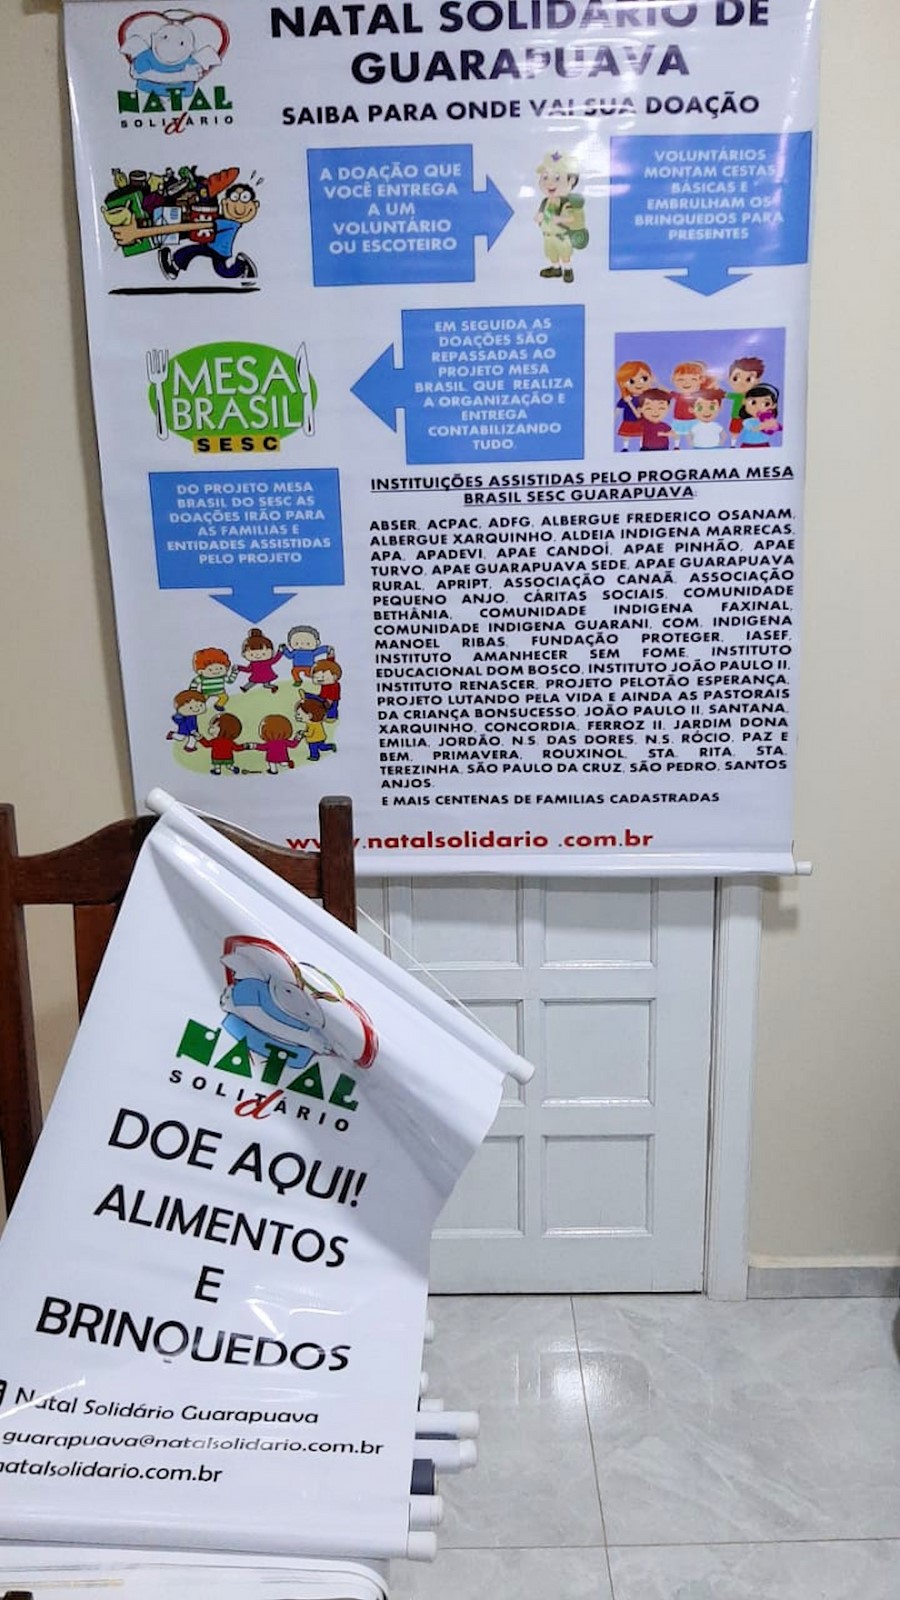 NATAL SOLIDÁRIO DE
GUARAPUAVA
SAIBA PARA ONDE VAI SUA DOAÇÃO
NATAL
SOLIdÁRIO
A DOAÇÃO QUE
VOCÊ ENTREGA
A UM
VOLUNTÁRIO
OU ESCOTEIRO
VOLUNTÁRIOS
MONTAM CESTAS
BÁSICAS E
EMBRULHAM OS
BRINQUEDOS PARA
PRESENTES
EM SEGUIDA AS
DOAÇÕES SÃO
REPASSADAS AO
PROJETO MESA
BRASIL QUE REALIZA
A ORGANIZAÇÃO E
ENTREGA
CONTABILIZANDO
TUDO.
MESA
BRASIL
SESC
DO PROJETO MESA
BRASIL DO SESC AS
DOAÇÕES IRÃO PARA
AS FAMILIAS E
ENTIDADES ASSISTIDAS
PELO PROJETO
INSTITUIÇÕES ASSISTIDAS PELO PROGRAMA MESA
BRASIL SESC GUARAPUAVA:
ABSER, ACPAC, ADFG, ALBERGUE FREDERICO OSANAM,
ALBERGUE XARQUINHO, ALDEIA INDIGENA MARRECAS,
APA, APADEVI, APAE CANDOÍ, APAE PINHÃO, APAE
TURVO, APAE GUARAPUAVA SEDE, APAE GUARAPUAVA
RURAL, APRIPT, ASSOCIAÇÃO CANAÃ, ASSOCIAÇÃO
PEQUENO ANJO, CÁRITAS SOCIAIS, COMUNIDADE
BETHÂNIA, COMUNIDADE INDIGENA FAXINAL,
COMUNIDADE INDIGENA GUARANI, COM. INDIGENA
MANOEL RIBAS, FUNDAÇÃO PROTEGER, IASEF,
INSTITUTO AMANHECER SEM FOME, INSTITUTO
EDUCACIONAL DOM BOSCO, INSTITUTO JOÃO PAULO II,
INSTITUTO RENASCER, PROJETO PELOTÃO ESPERANÇA,
PROJETO LUTANDO PELA VIDA E AINDA AS PASTORAIS
DA CRIANÇA BONSUCESSO, JOÃO PAULO II, SANTANA,
XARQUINHO, CONCORDIA, FERROZ II, JARDIM DONA
EMILIA, JORDÃO, N.S. DAS DORES, N.S. RÓCIO, PAZ E
BEM, PRIMAVERA, ROUXINOL, STA. RITA, STA.
TEREZINHA, SÃO PAULO DA CRUZ, SÃO PEDRO, SANTOS
ANJOS.
E MAIS CENTENAS DE FAMILIAS CADASTRADAS
www.natalsolidario .com.br
NATAL
SOLIdÁRIO
DOE AQUI!
ALIMENTOS
E
BRINQUEDOS
Natal Solidário Guarapuava
guarapuava@natalsolidario.com.br
natalsolidario.com.br